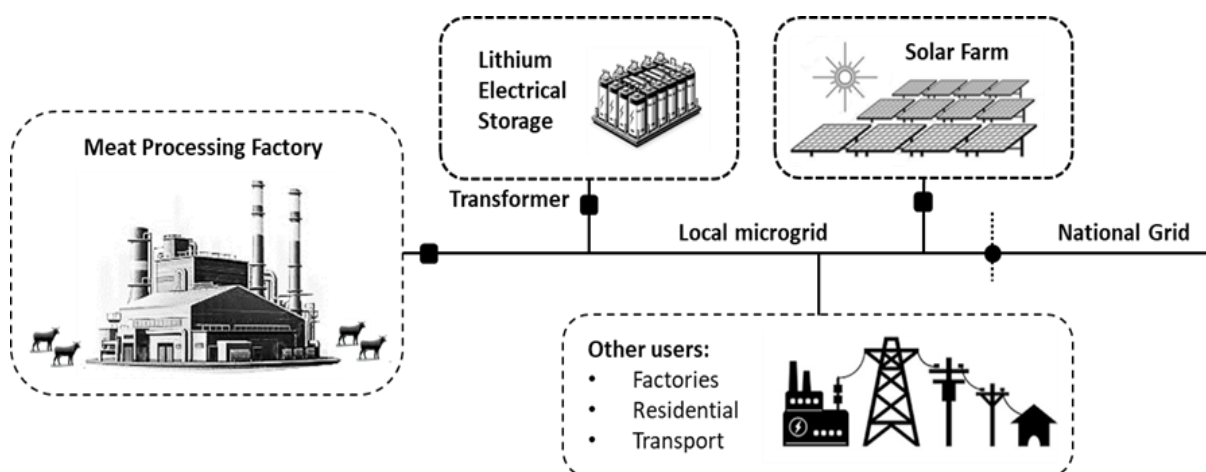 Meat Processing Factory
Lithium
Electrical
Storage
Solar Farm
Transformer
Local microgrid
National Grid
Other users:
• Factories
• Residential
• Transport